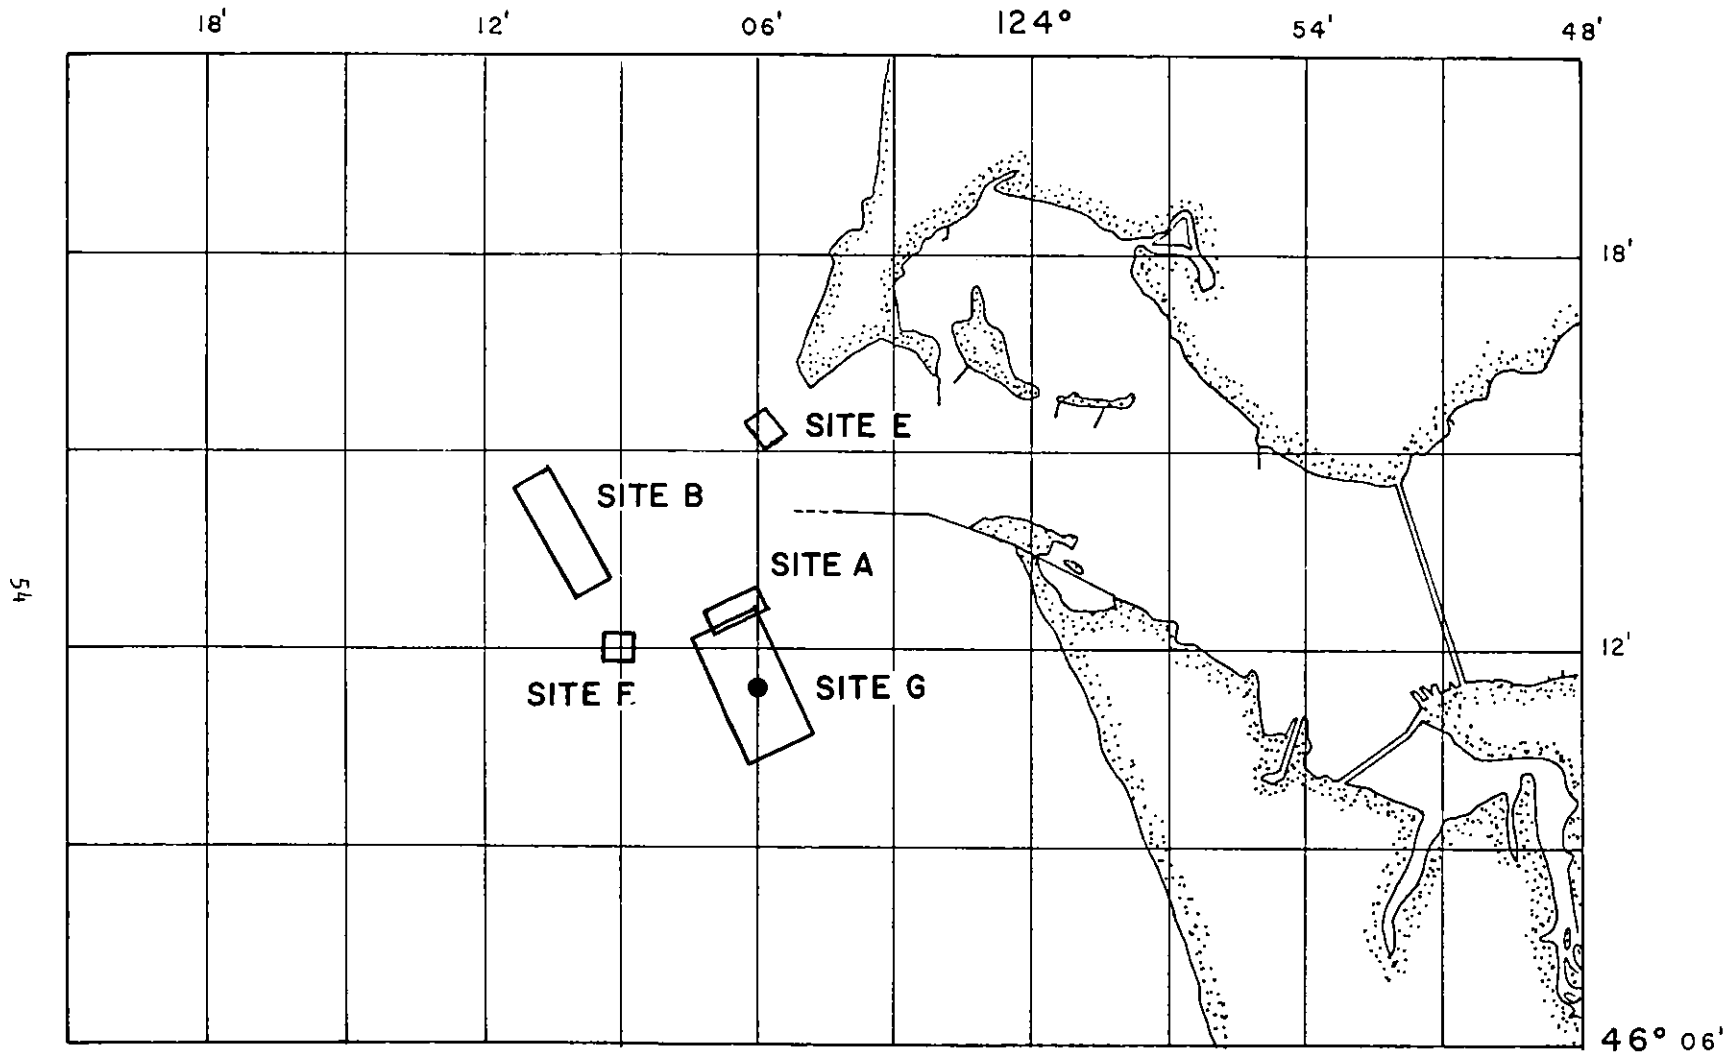 18' 12' 06' 124° 54' 48'
18'
SITE E
SITE B
SITE A
54
12'
SITE F
SITE G
46° 06'